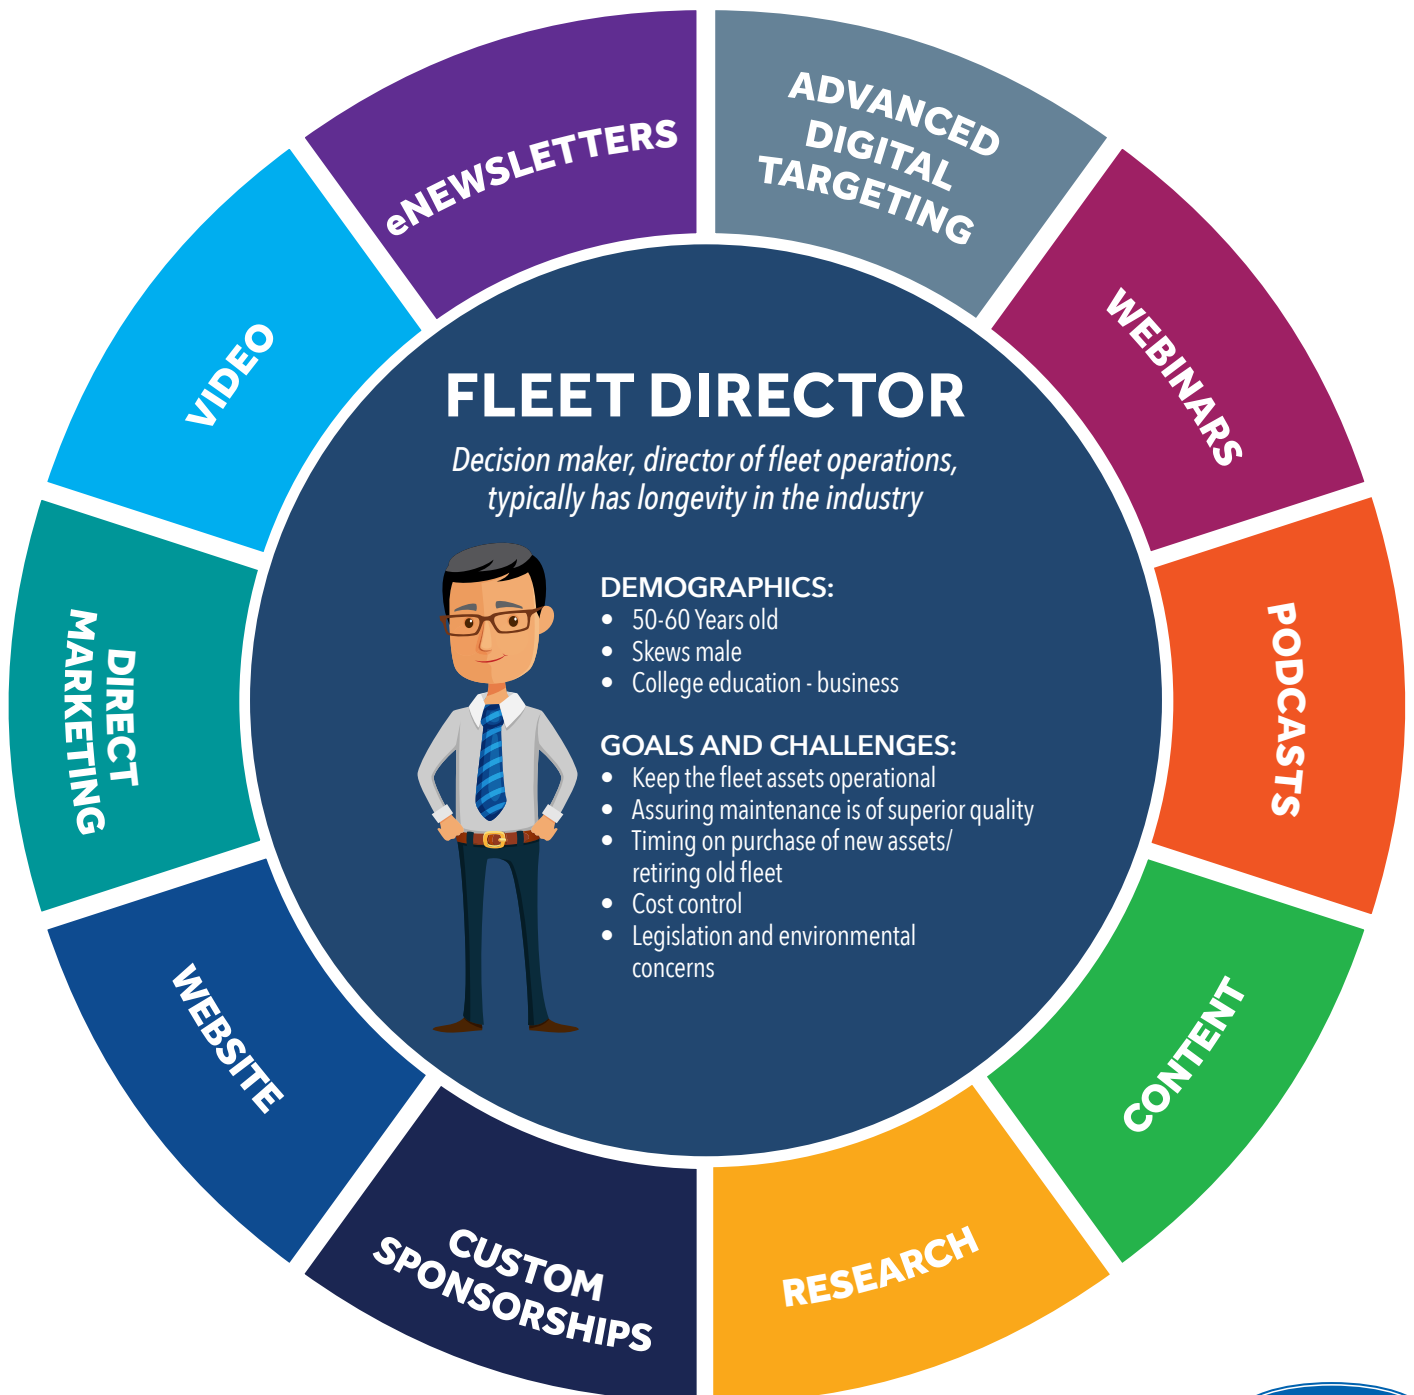 eNEWSLETTERS
ADVANCED
DIGITAL
TARGETING
WEBINARS
PODCASTS
CONTENT
RESEARCH
CUSTOM
SPONSORSHIPS
WEBSITE
DIRECT
MARKETING
VIDEO
FLEET DIRECTOR
Decision maker, director of fleet operations,
typically has longevity in the industry
DEMOGRAPHICS:
• 50-60 Years old
• Skews male
• College education - business
GOALS AND CHALLENGES:
• Keep the fleet assets operational
• Assuring maintenance is of superior quality
• Timing on purchase of new assets/
retiring old fleet
• Cost control
• Legislation and environmental
concerns